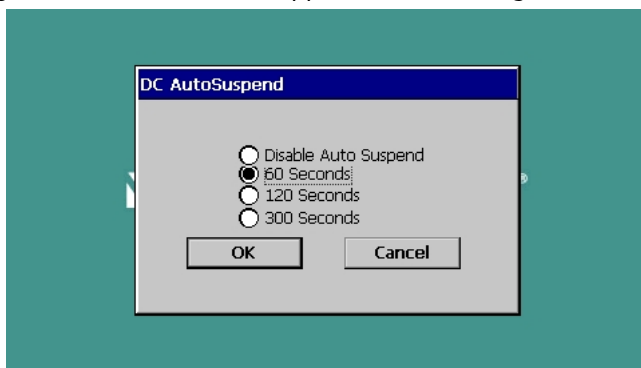 DC AutoSuspend
Disable Auto Suspend
60 Seconds
120 Seconds
300 Seconds
OK Cancel